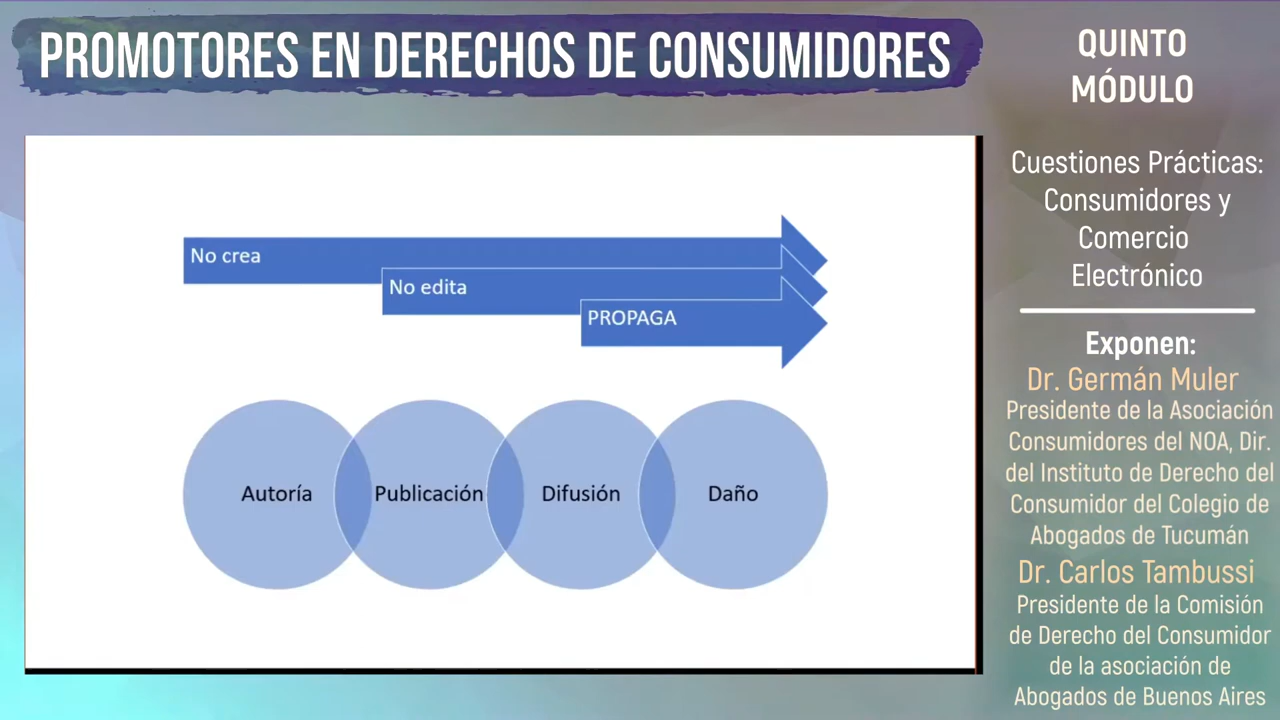 PROMOTORES EN DERECHOS DE CONSUMIDORES
No crea
No edita
PROPAGA
Autoría
Publicación
Difusión
Daño
QUINTO
MÓDULO
Cuestiones Prácticas:
Consumidores y
Comercio
Electrónico
Exponen:
Dr. Germán Muler
Presidente de la Asociación
Consumidores del NOA, Dir.
del Instituto de Derecho del
Consumidor del Colegio de
Abogados de Tucumán
Dr. Carlos Tambussi
Presidente de la Comisión
de Derecho del Consumidor
de la asociación de
Abogados de Buenos Aires